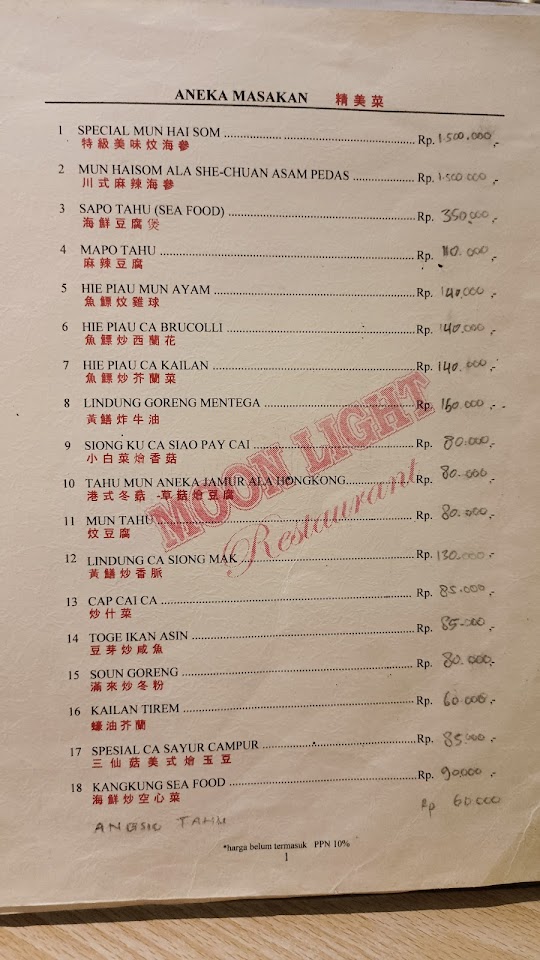 ANEKA MASAKAN 精美菜
1 SPECIAL MUN HAI SOM Rp. 1.500.000,-
特級美味炆海參
2 MUN HAISOM ALA SHE-CHUAN ASAM PEDAS Rp. 1.500.000,-
川式麻辣海參
3 SAPO TAHU (SEA FOOD) Rp. 350.000,-
海鮮豆腐煲
4 MAPO TAHU Rp. 110.000,-
麻辣豆腐
5 HIE PIAU MUN AYAM Rp. 140.000,-
魚鰾炆雞球
6 HIE PIAU CA BRUCOLLI Rp. 140.000,-
魚鰾炒西蘭花
7 HIE PIAU CA KAILAN Rp. 140.000,-
魚鰾炒芥蘭菜
8 LINDUNG GORENG MENTEGA Rp. 160.000,-
黃鱔炸牛油
9 SIONG KU CA SIAO PAY CAI Rp. 80.000,-
小白菜燴香菇
10 TAHU MUN ANEKA JAMUR ALA HONGKONG Rp. 80.000,-
港式冬菇-草菇燴豆腐
11 MUN TAHU Rp. 80.000,-
炆豆腐
12 LINDUNG CA SIONG MAK Rp. 130.000,-
黃鱔炒香脈
13 CAP CAI CA Rp. 85.000,-
炒什菜
14 TOGE IKAN ASIN Rp. 85.000,-
豆芽炒咸魚
15 SOUN GORENG Rp. 80.000,-
滿來炒冬粉
16 KAILAN TIREM Rp. 60.000,-
蠔油芥蘭
17 SPESIAL CA SAYUR CAMPUR Rp. 85.000,-
三仙菇美式燴玉豆
18 KANGKUNG SEA FOOD Rp. 90.000,-
海鮮炒空心菜
ANGSIO TAHU Rp 60.000
*harga belum termasuk PPN 10%
1
MOON LIGHT
Restaurant